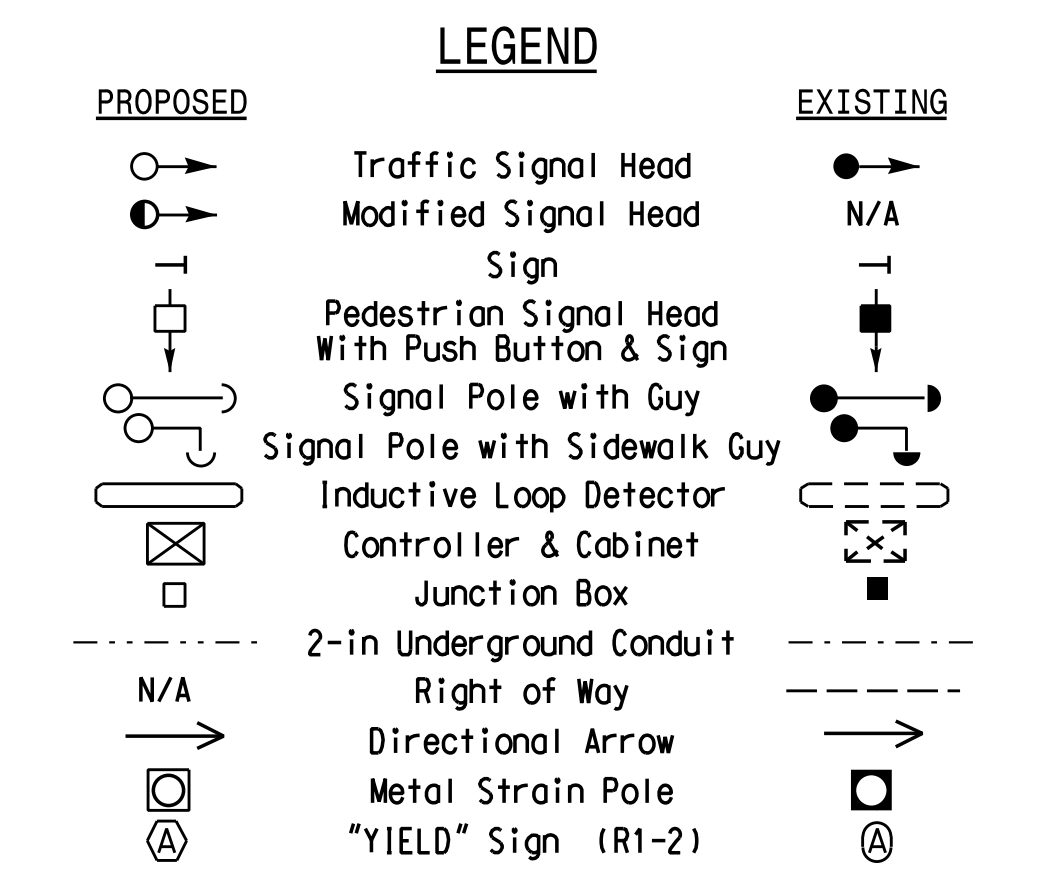 LEGEND
PROPOSED EXISTING
Traffic Signal Head
Modified Signal Head N/A
Sign
Pedestrian Signal Head
With Push Button & Sign
Signal Pole with Guy
Signal Pole with Sidewalk Guy
Inductive Loop Detector
Controller & Cabinet
Junction Box
2-in Underground Conduit
N/A Right of Way
Directional Arrow
Metal Strain Pole
A "YIELD" Sign (R1-2) A